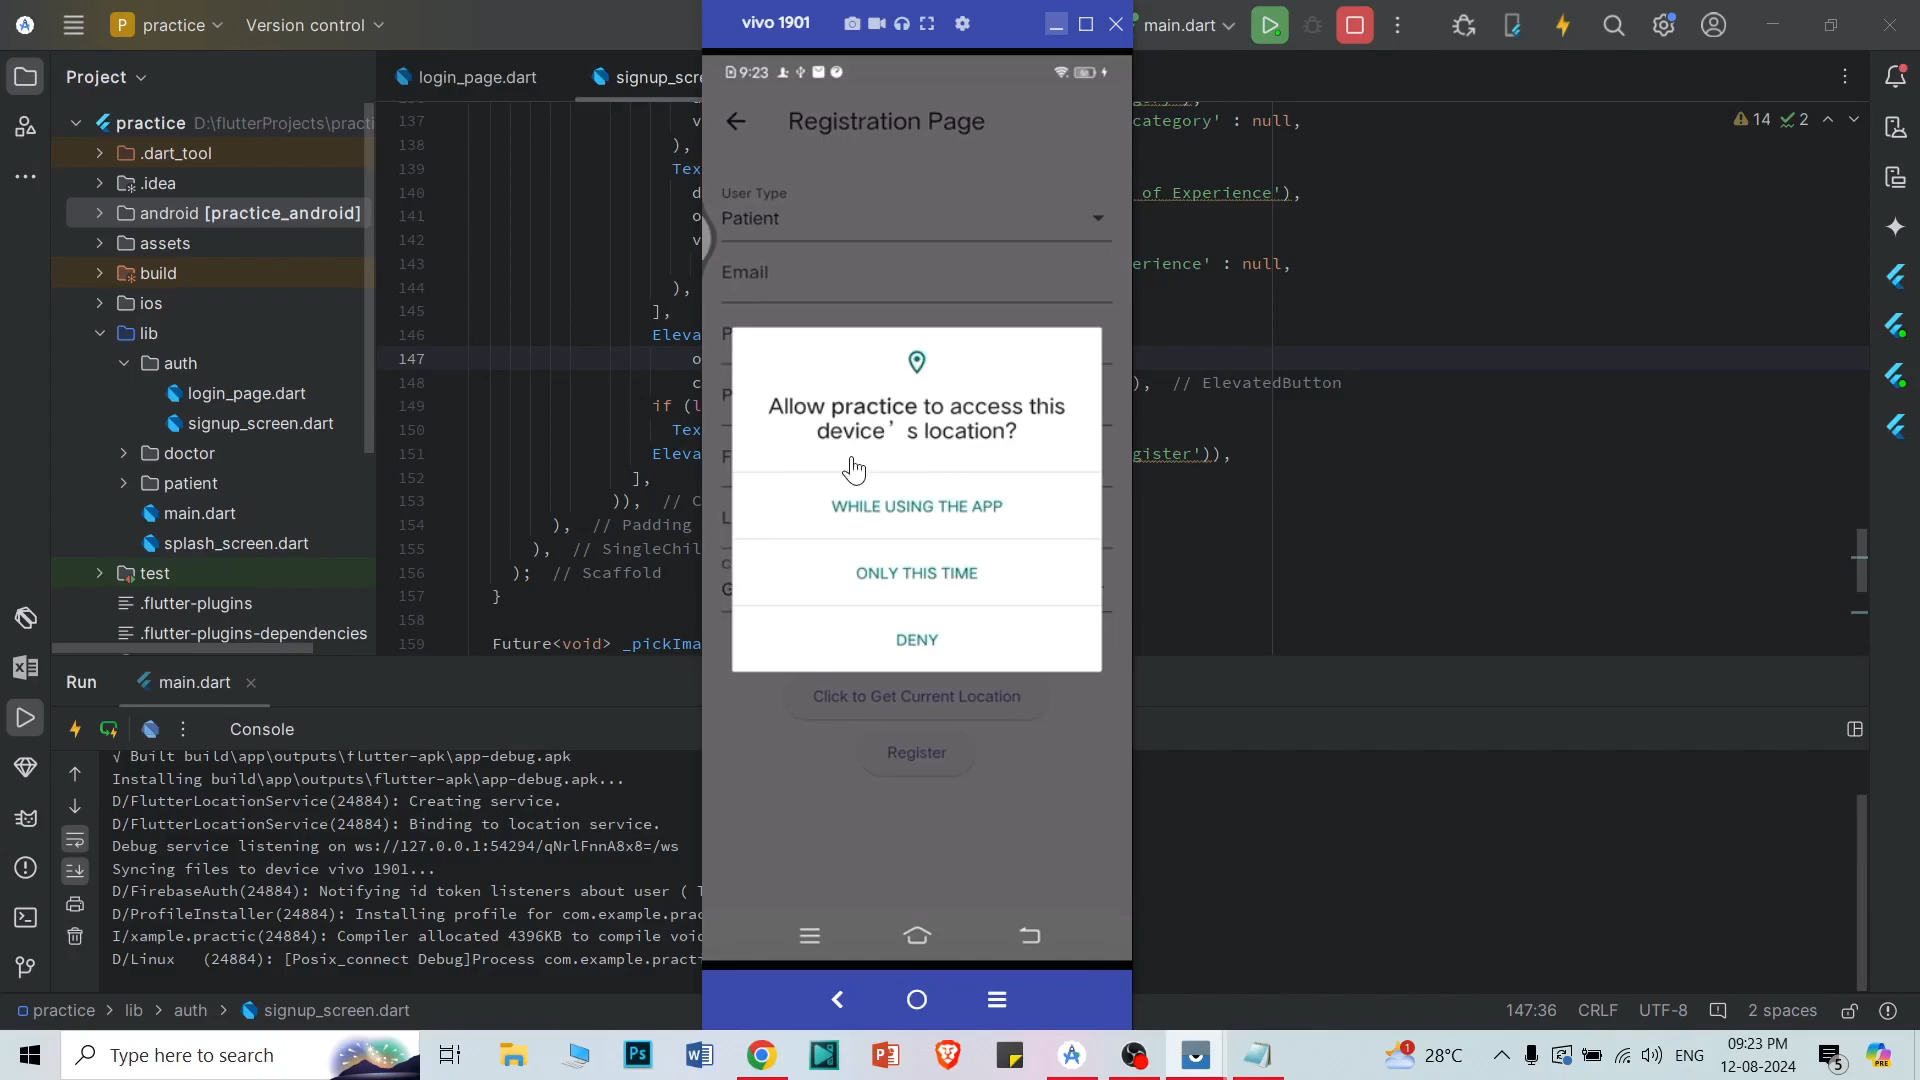 P practice
Version control
vivo 1901
main.dart
Project
login_page.dart
signup_scre
practice D:\flutterProjects\practi
.dart_tool
.idea
android [practice_android]
assets
build
ios
lib
auth
login_page.dart
signup_screen.dart
doctor
patient
main.dart
splash_screen.dart
test
.flutter-plugins
.flutter-plugins-dependencies
137 v category' : null,
138 ),
139 Tex
140 d of Experience'),
141 o
142 v
143 erience' : null,
144 ),
145 ],
146 Eleva
147 o
148 c ), // ElevatedButton
149 if (l
150 Tex
151 Eleva gister')),
152 ],
153 )), // C
154 ), // Padding
155 ), // SingleChil
156 ); // Scaffold
157 }
158
159 Future<void> _pickIma
14 2
9:23
Registration Page
User Type
Patient
Email
Allow practice to access this
device's location?
WHILE USING THE APP
ONLY THIS TIME
DENY
Click to Get Current Location
Register
Run
main.dart
Console
√ Built build\app\outputs\flutter-apk\app-debug.apk
Installing build\app\outputs\flutter-apk\app-debug.apk...
D/FlutterLocationService(24884): Creating service.
D/FlutterLocationService(24884): Binding to location service.
Debug service listening on ws://127.0.0.1:54294/qNrlFnnA8x8=/ws
Syncing files to device vivo 1901...
D/FirebaseAuth(24884): Notifying id token listeners about user (
D/ProfileInstaller(24884): Installing profile for com.example.prac
I/xample.practic(24884): Compiler allocated 4396KB to compile voi
D/Linux (24884): [Posix_connect Debug]Process com.example.pract
practice > lib > auth > signup_screen.dart
147:36 CRLF UTF-8 2 spaces
Type here to search
28°C
ENG
09:23 PM
12-08-2024